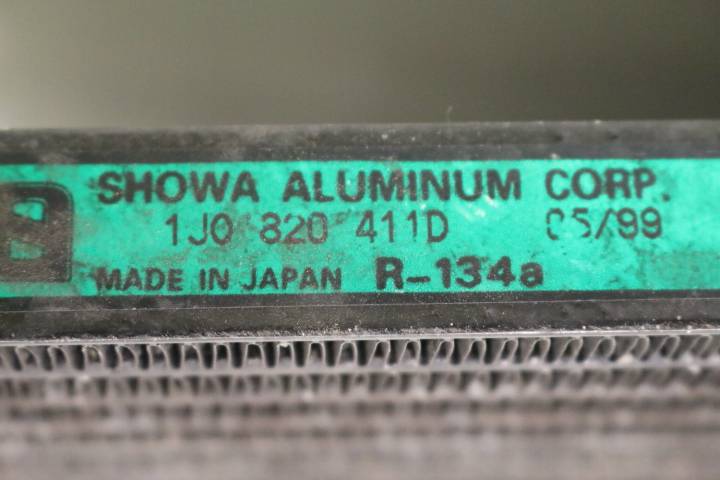 SHOWA ALUMINUM CORP.
1J0 820 411D 05/99
MADE IN JAPAN R-134a